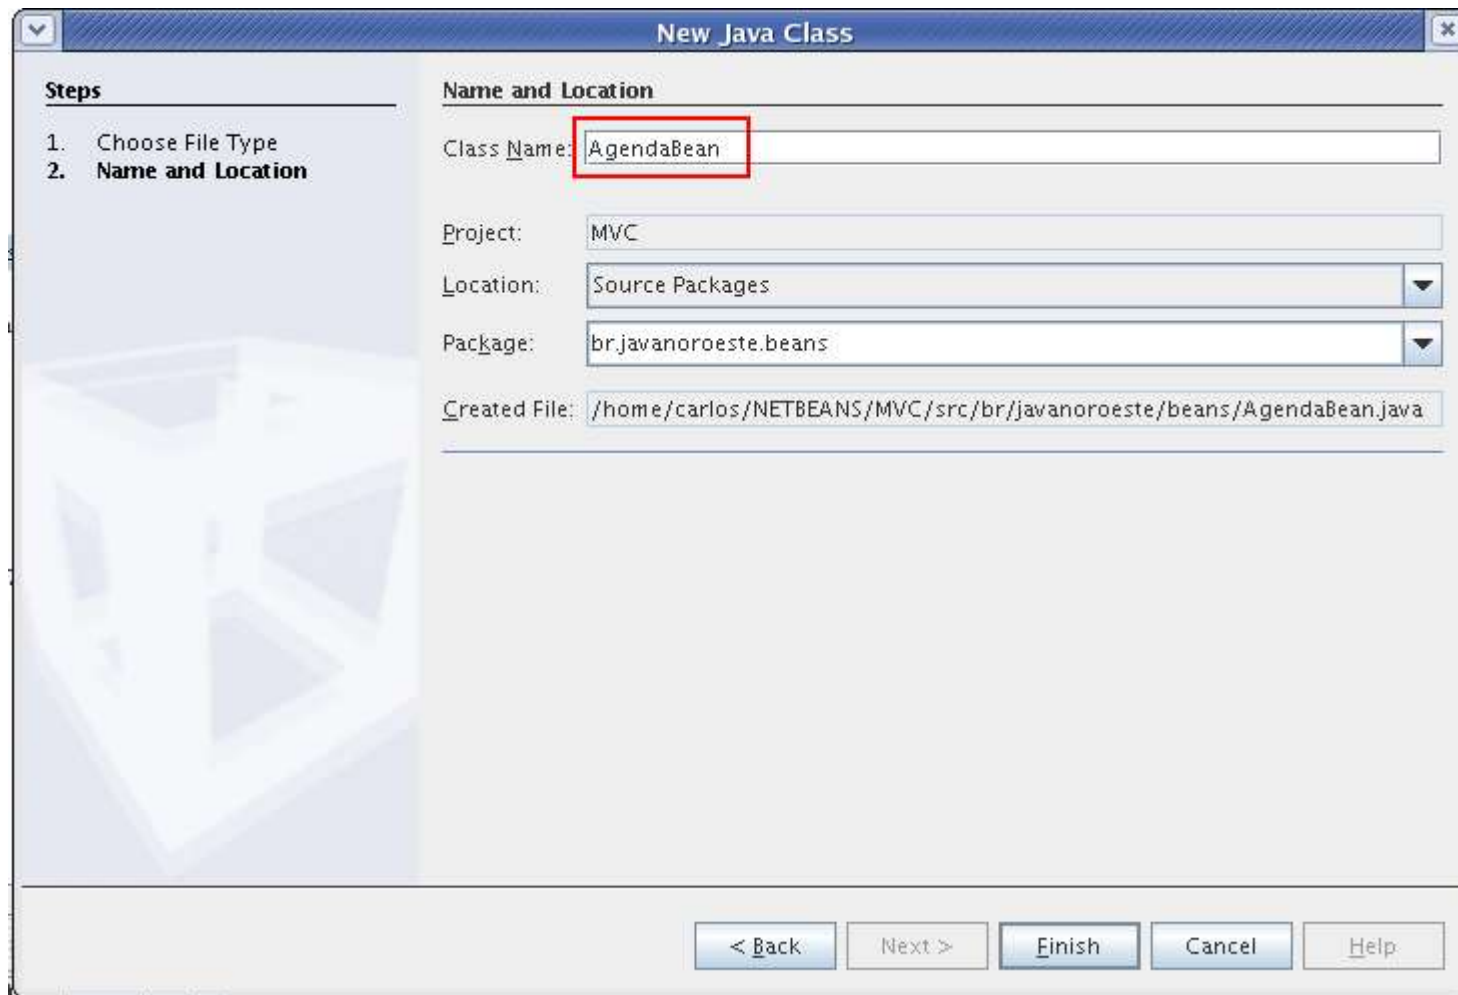 New Java Class
Steps
1. Choose File Type
2. Name and Location
Name and Location
Class Name: AgendaBean
Project: MVC
Location: Source Packages
Package: br.javanoroeste.beans
Created File: /home/carlos/NETBEANS/MVC/src/br/javanoroeste/beans/AgendaBean.java
< Back Next > Finish Cancel Help